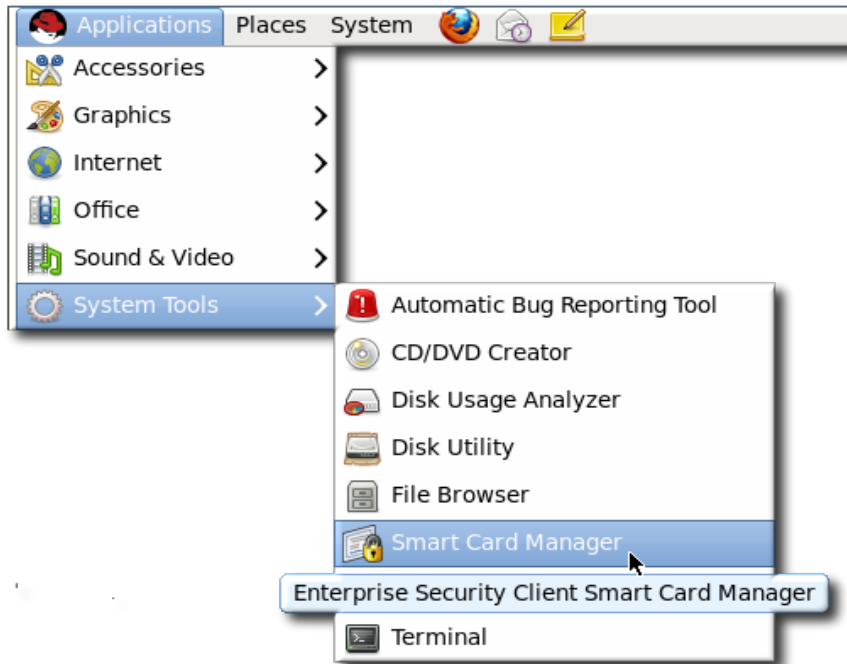 Applications Places System
Accessories
Graphics
Internet
Office
Sound & Video
System Tools
Automatic Bug Reporting Tool
CD/DVD Creator
Disk Usage Analyzer
Disk Utility
File Browser
Smart Card Manager
Enterprise Security Client Smart Card Manager
Terminal